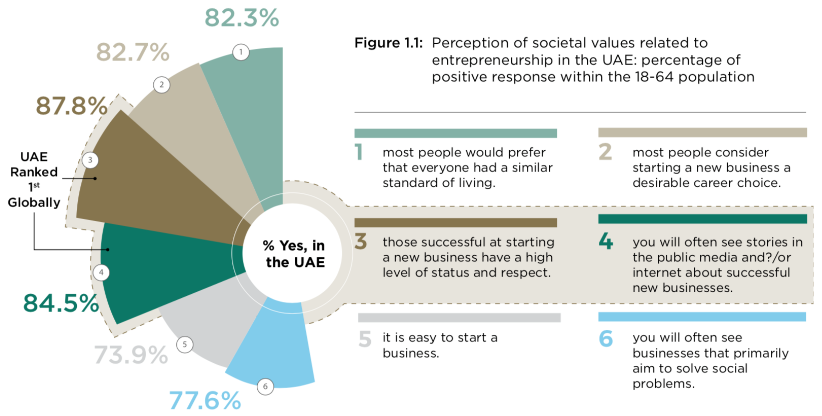 82.3%
82.7%
87.8%
84.5%
73.9%
77.6%
1
2
3
4
5
6
UAE
Ranked
1st
Globally
% Yes, in
the UAE
Figure 1.1: Perception of societal values related to
entrepreneurship in the UAE: percentage of
positive response within the 18-64 population
1 most people would prefer
that everyone had a similar
standard of living.
2 most people consider
starting a new business a
desirable career choice.
3 those successful at starting
a new business have a high
level of status and respect.
4 you will often see stories in
the public media and?/or
internet about successful
new businesses.
5 it is easy to start a
business.
6 you will often see
businesses that primarily
aim to solve social
problems.